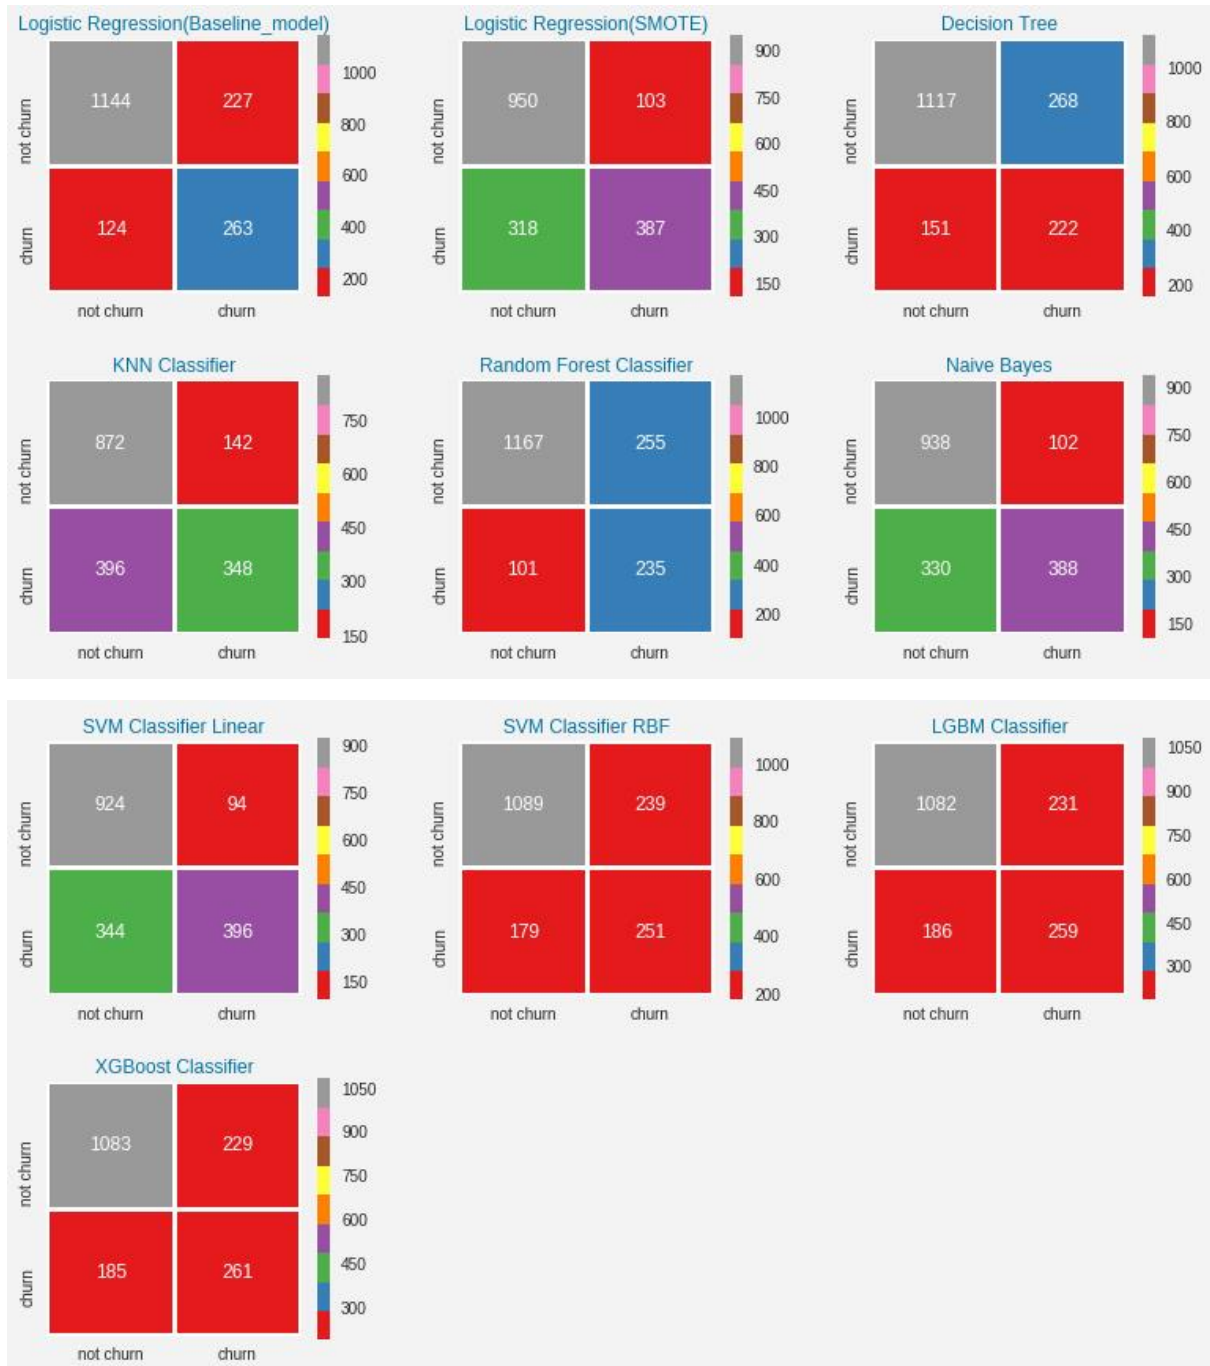 Logistic Regression(Baseline_model)
not churn
churn
1144 227
124 263
not churn churn
1000
800
600
400
200
Logistic Regression(SMOTE)
not churn
churn
950 103
318 387
not churn churn
900
750
600
450
300
150
Decision Tree
not churn
churn
1117 268
151 222
not churn churn
1000
800
600
400
200
KNN Classifier
not churn
churn
872 142
396 348
not churn churn
750
600
450
300
150
Random Forest Classifier
not churn
churn
1167 255
101 235
not churn churn
1000
800
600
400
200
Naive Bayes
not churn
churn
938 102
330 388
not churn churn
900
750
600
450
300
150
SVM Classifier Linear
not churn
churn
924 94
344 396
not churn churn
900
750
600
450
300
150
SVM Classifier RBF
not churn
churn
1089 239
179 251
not churn churn
1000
800
600
400
200
LGBM Classifier
not churn
churn
1082 231
186 259
not churn churn
1050
900
750
600
450
300
XGBoost Classifier
not churn
churn
1083 229
185 261
not churn churn
1050
900
750
600
450
300